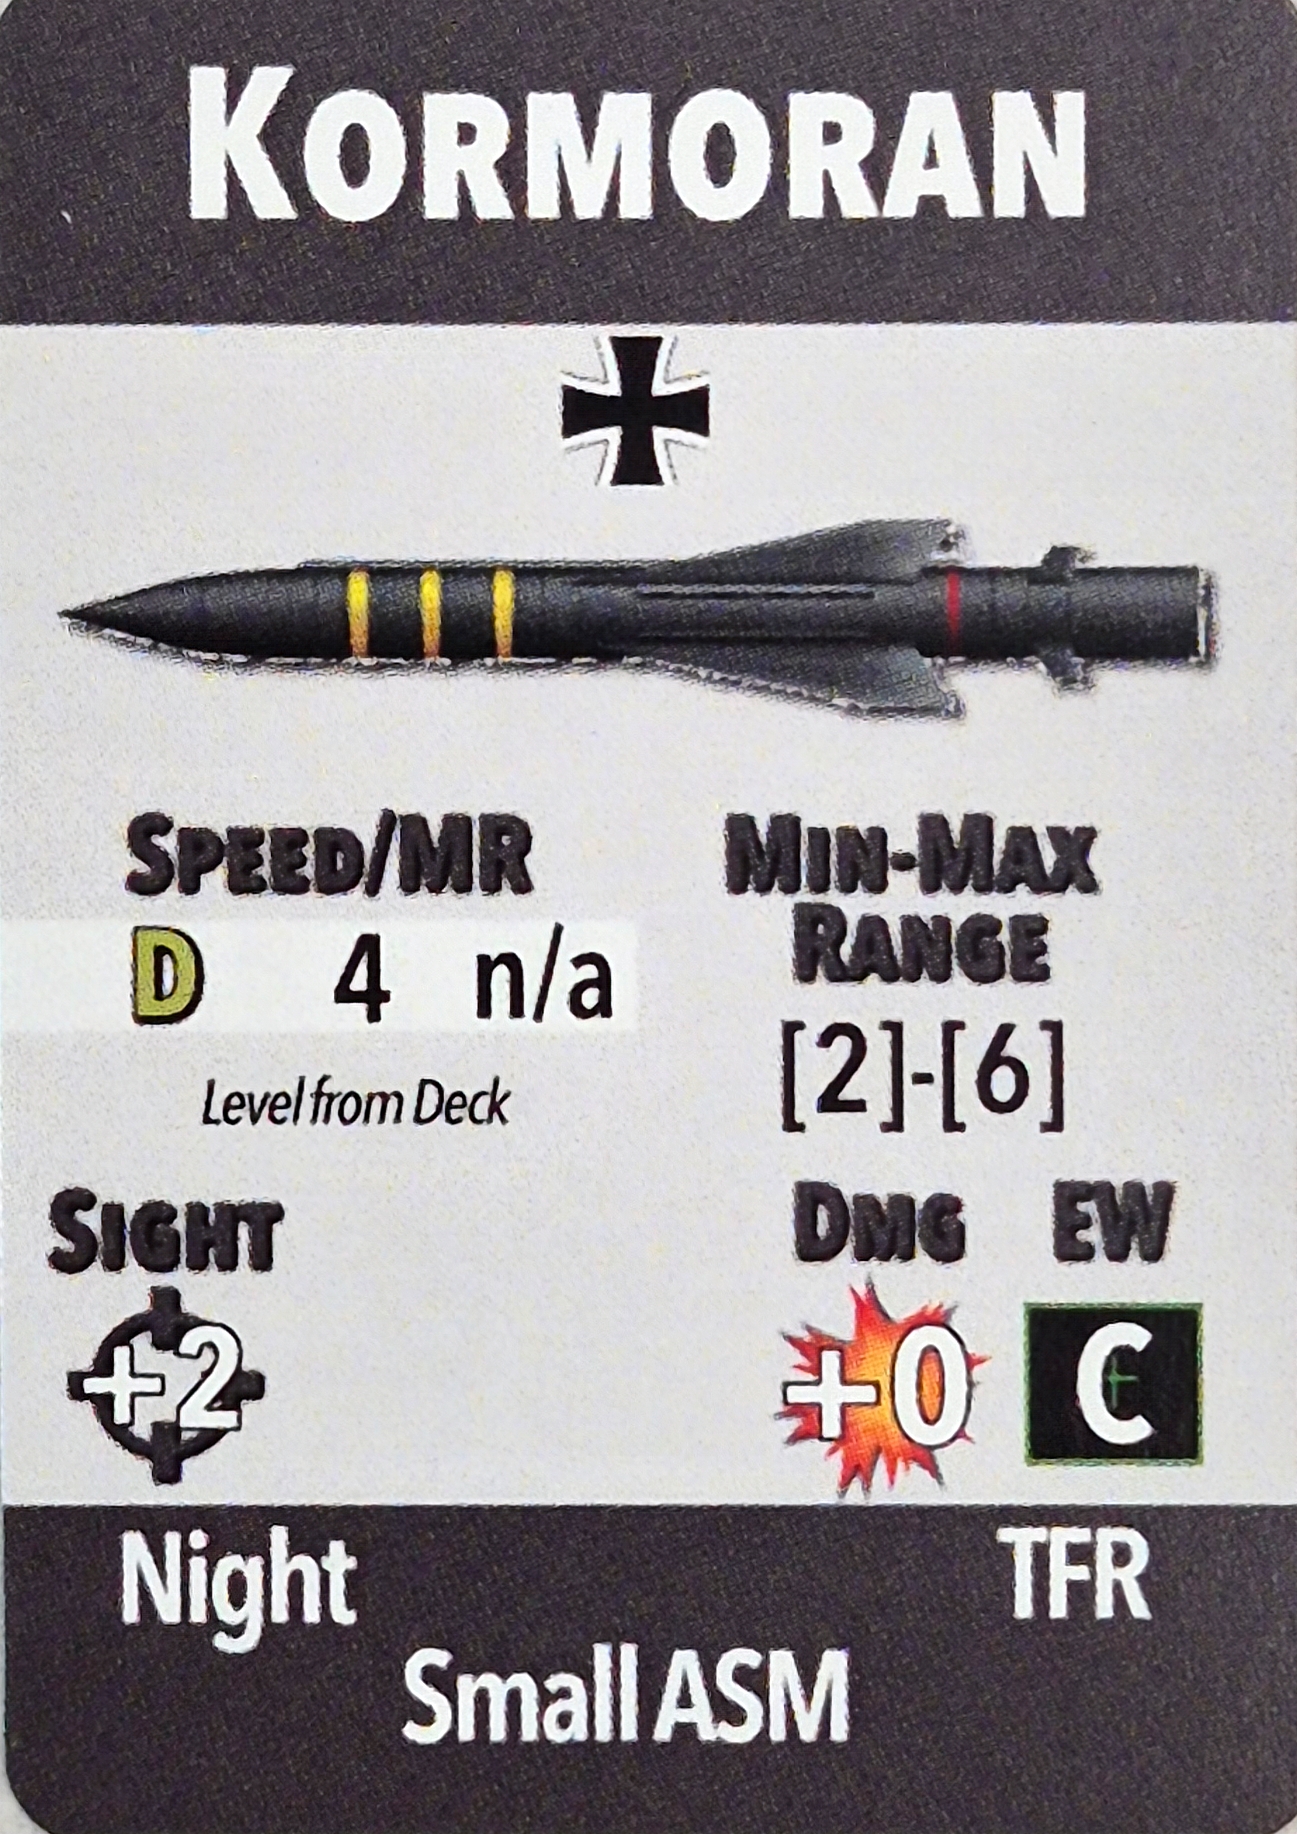 KORMORAN
SPEED/MR
D 4 n/a
Level from Deck
MIN-MAX
RANGE
[2]-[6]
SIGHT
+2
DMG EW
+0 C
Night TFR
Small ASM